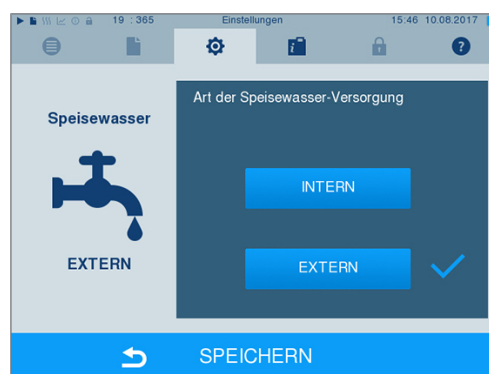 19 : 365 Einstellungen 15:46 10.08.2017
Speisewasser
EXTERN
Art der Speisewasser-Versorgung
INTERN
EXTERN
SPEICHERN